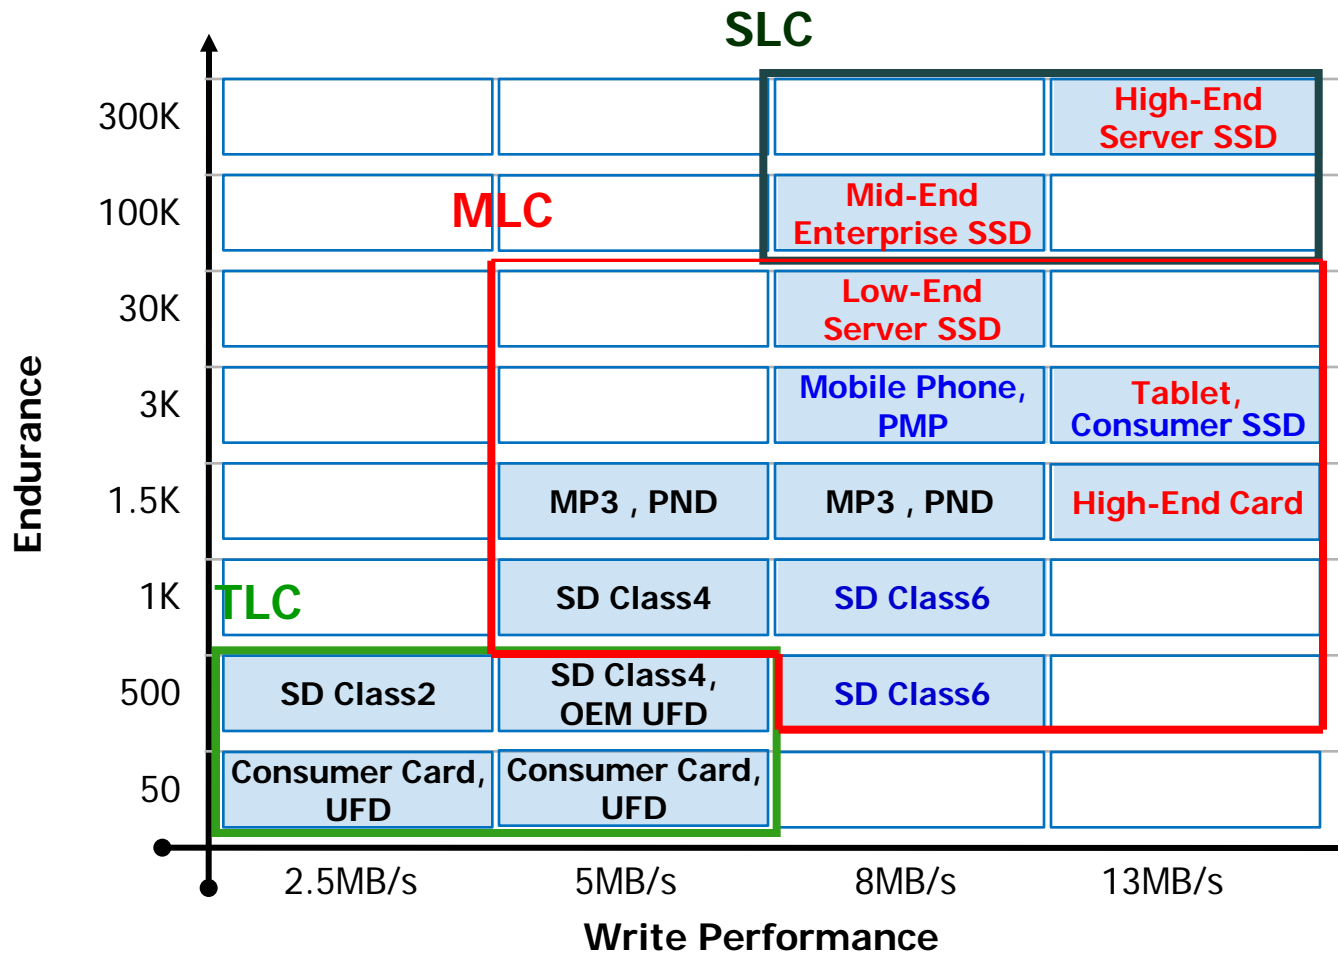 SLC
300K
High-End
Server SSD
100K
MLC
Mid-End
Enterprise SSD
30K
Low-End
Server SSD
Endurance
3K
Mobile Phone,
PMP
Tablet,
Consumer SSD
1.5K
MP3 , PND
MP3 , PND
High-End Card
1K
TLC
SD Class4
SD Class6
500
SD Class2
SD Class4,
OEM UFD
SD Class6
50
Consumer Card,
UFD
Consumer Card,
UFD
2.5MB/s
5MB/s
8MB/s
13MB/s
Write Performance